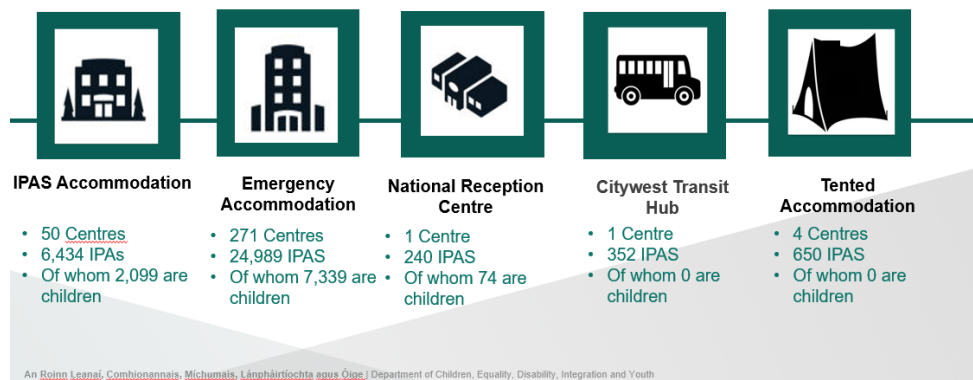 IPAS Accommodation
50 Centres
6,434 IPAs
Of whom 2,099 are
children
Emergency
Accommodation
271 Centres
24,989 IPAS
Of whom 7,339 are
children
National Reception
Centre
1 Centre
240 IPAS
Of whom 74 are
children
Citywest Transit
Hub
1 Centre
352 IPAS
Of whom 0 are
children
Tented
Accommodation
4 Centres
650 IPAS
Of whom 0 are
children
An Roinn Leanaí, Comhionannais, Míchumais, Lánpháirtíochta agus Óige | Department of Children, Equality, Disability, Integration and Youth